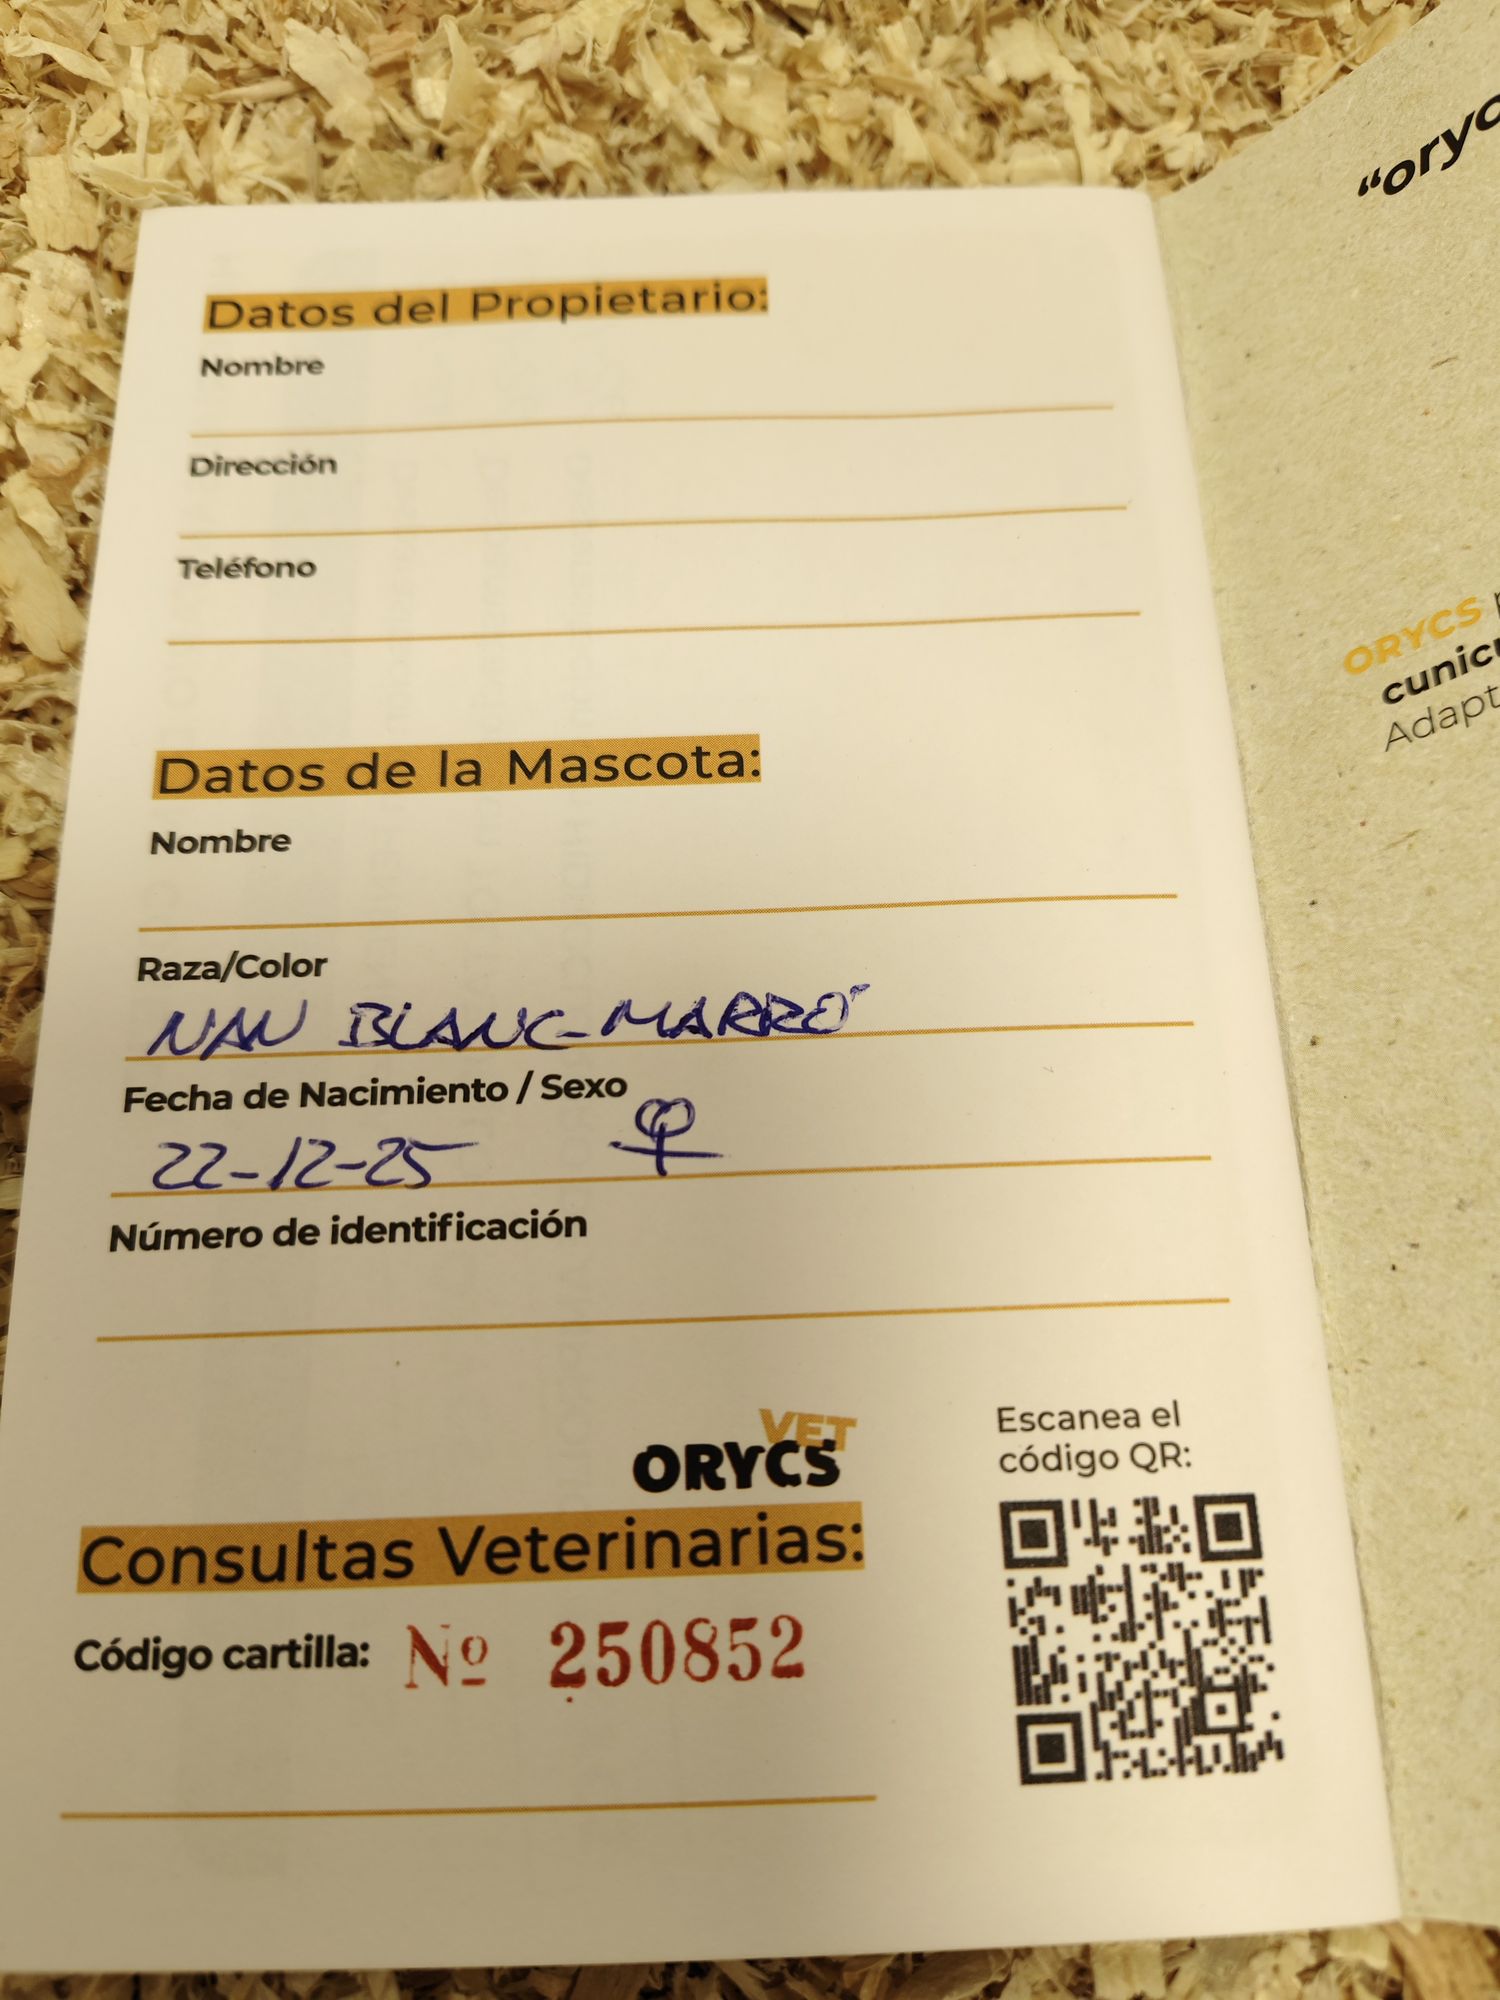 Datos del Propietario:
Nombre
Dirección
Teléfono
Datos de la Mascota:
Nombre
Raza/Color
NAN BLANC-MARRÓ
Fecha de Nacimiento / Sexo
22-12-25 ♀
Número de identificación
VET
ORYCS
Consultas Veterinarias:
Código cartilla: Nº 250852
Escanea el
código QR:
"oryc
ORYCS p
cunicu
Adapt